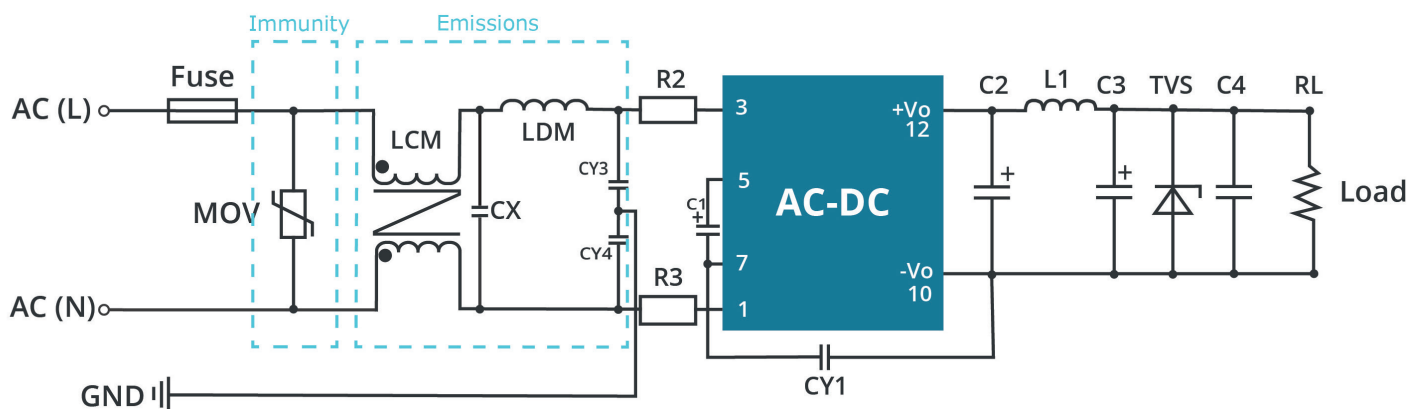 Immunity
Emissions
Fuse
R2
C2
L1
C3
TVS
C4
RL
AC (L)
LCM
LDM
3
+Vo
12
CY3
5
MOV
CX
C1
+
AC-DC
+
+
Load
CY4
7
R3
-Vo
10
AC (N)
1
CY1
GND